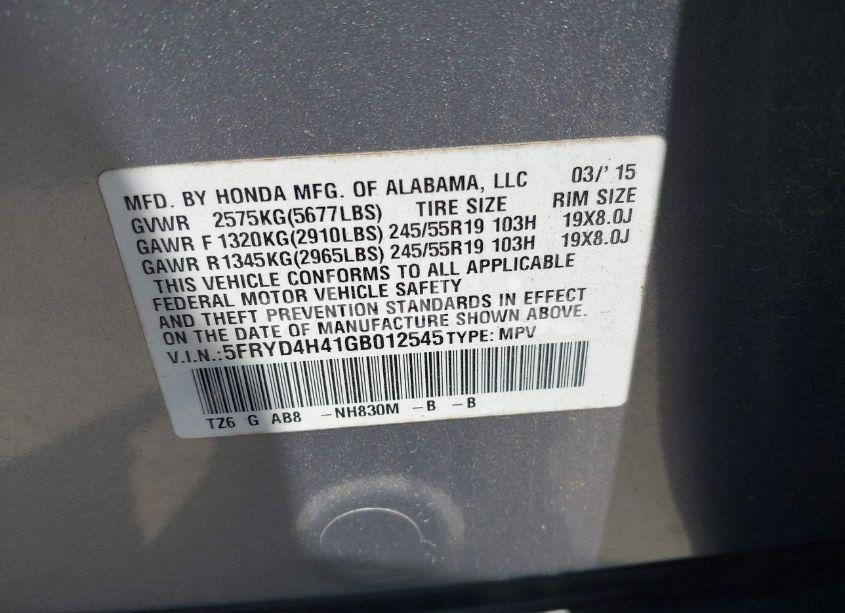 MFD. BY HONDA MFG. OF ALABAMA, LLC 03/' 15
GVWR 2575KG(5677LBS) TIRE SIZE RIM SIZE
GAWR F 1320KG(2910LBS) 245/55R19 103H 19X8.0J
GAWR R1345KG(2965LBS) 245/55R19 103H 19X8.0J
THIS VEHICLE CONFORMS TO ALL APPLICABLE
FEDERAL MOTOR VEHICLE SAFETY
AND THEFT PREVENTION STANDARDS IN EFFECT
ON THE DATE OF MANUFACTURE SHOWN ABOVE.
V.I.N.:5FRYD4H41GB012545 TYPE: MPV
TZ6 G AB8 -NH830M -B -B